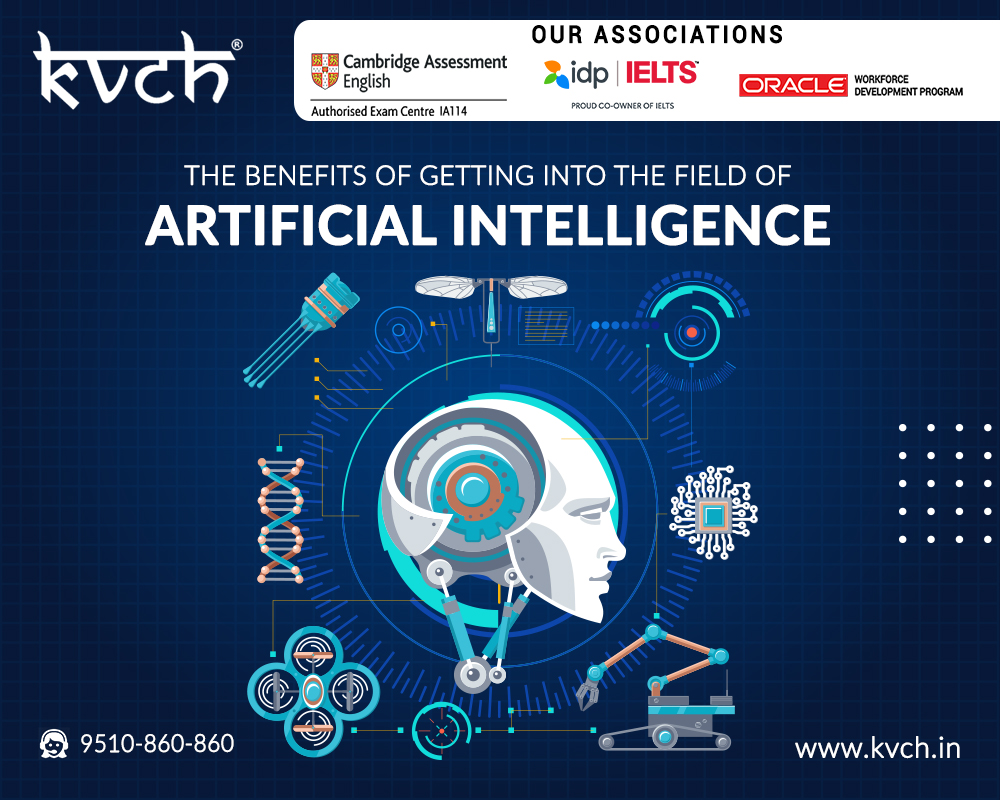 kvch®
OUR ASSOCIATIONS
Cambridge Assessment
English
Authorised Exam Centre IA114
idp | IELTS™
PROUD CO-OWNER OF IELTS
ORACLE®
WORKFORCE
DEVELOPMENT PROGRAM
THE BENEFITS OF GETTING INTO THE FIELD OF
ARTIFICIAL INTELLIGENCE
9510-860-860
www.kvch.in